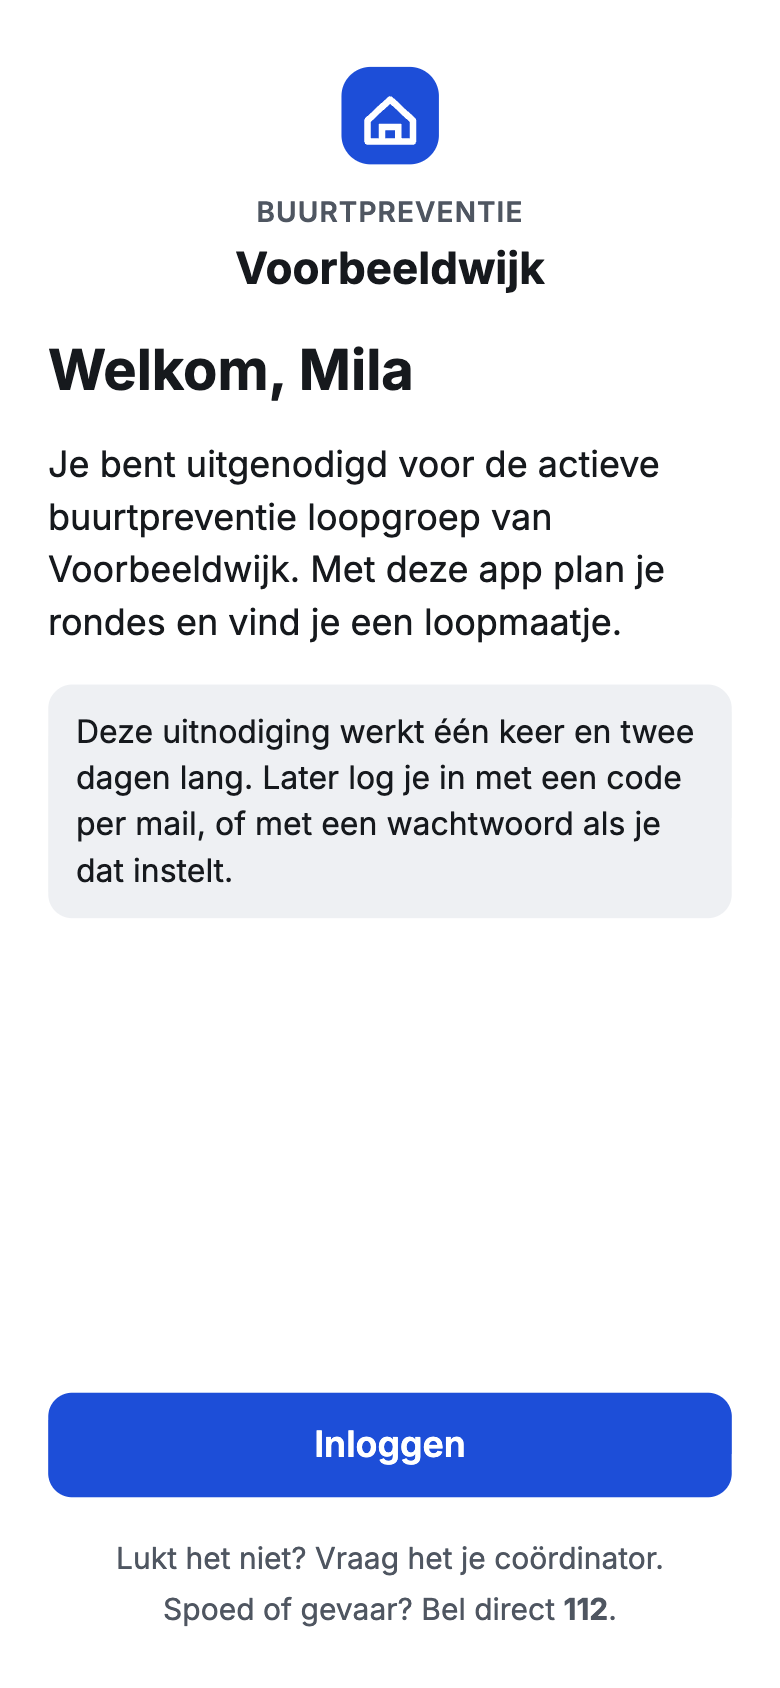 BUURTPREVENTIE
Voorbeeldwijk
Welkom, Mila
Je bent uitgenodigd voor de actieve
buurtpreventie loopgroep van
Voorbeeldwijk. Met deze app plan je
rondes en vind je een loopmaatje.
Deze uitnodiging werkt één keer en twee
dagen lang. Later log je in met een code
per mail, of met een wachtwoord als je
dat instelt.
Inloggen
Lukt het niet? Vraag het je coördinator.
Spoed of gevaar? Bel direct 112.